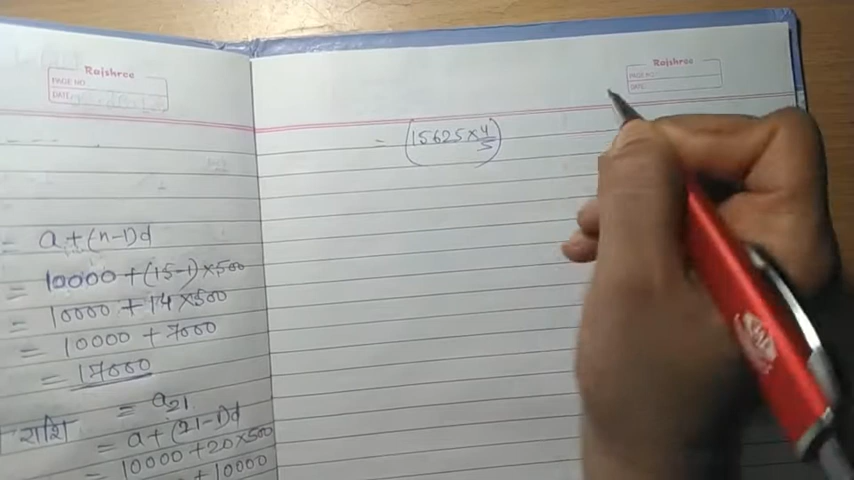 Rajshree
PAGE NO.
DATE
= a+(n-1)d
= 10000+(15-1)×500
= 10000 + 14 ×500
= 10000 + 7000
= 17000
राशि = a21
= a+(21-1)d
= 10000+20×500
+ 10000
Rajshree
PAGE NO.
DATE:
= (15625×4/5)